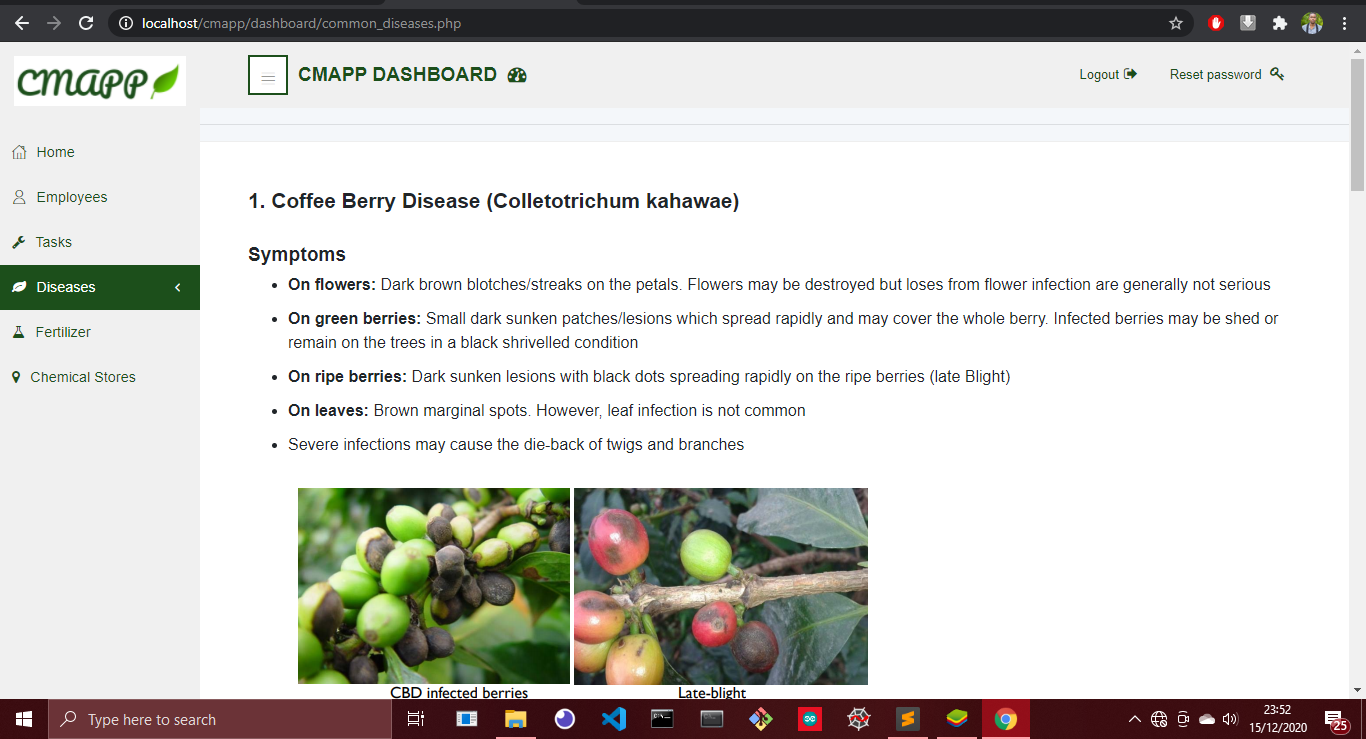 localhost/cmapp/dashboard/common_diseases.php
cmapp
CMAPP DASHBOARD
Logout
Reset password
Home
Employees
Tasks
Diseases
Fertilizer
Chemical Stores
1. Coffee Berry Disease (Colletotrichum kahawae)
Symptoms
• On flowers: Dark brown blotches/streaks on the petals. Flowers may be destroyed but loses from flower infection are generally not serious
• On green berries: Small dark sunken patches/lesions which spread rapidly and may cover the whole berry. Infected berries may be shed or
remain on the trees in a black shrivelled condition
• On ripe berries: Dark sunken lesions with black dots spreading rapidly on the ripe berries (late Blight)
• On leaves: Brown marginal spots. However, leaf infection is not common
• Severe infections may cause the die-back of twigs and branches
CBD infected berries
Late-blight
Type here to search
23:52
15/12/2020
25